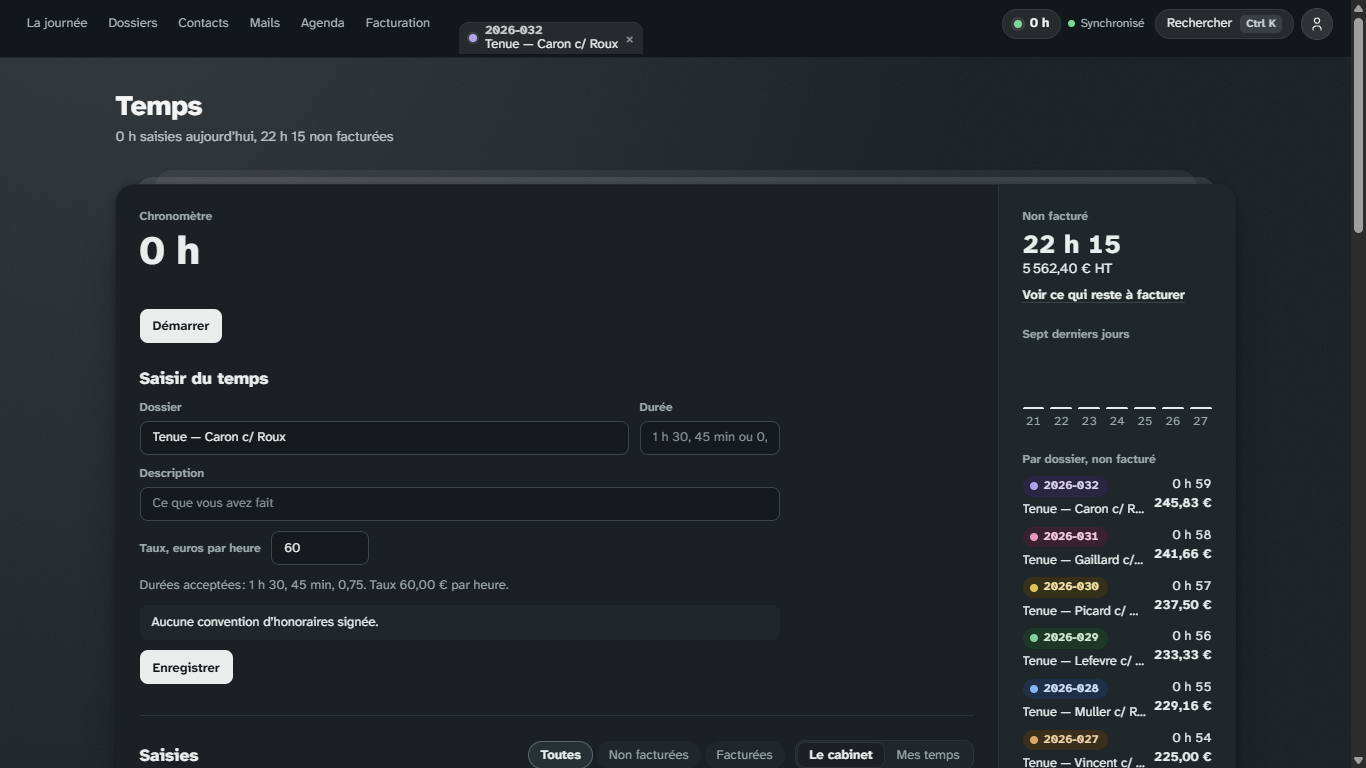 La journée Dossiers Contacts Mails Agenda Facturation
2026-032
Tenue — Caron c/ Roux ×
0 h Synchronisé Rechercher Ctrl K
Temps
0 h saisies aujourd'hui, 22 h 15 non facturées
Chronomètre
0 h
Démarrer
Saisir du temps
Dossier Durée
Tenue — Caron c/ Roux 1 h 30, 45 min ou 0,
Description
Ce que vous avez fait
Taux, euros par heure 60
Durées acceptées : 1 h 30, 45 min, 0,75. Taux 60,00 € par heure.
Aucune convention d'honoraires signée.
Enregistrer
Saisies Toutes Non facturées Facturées Le cabinet Mes temps
Non facturé
22 h 15
5 562,40 € HT
Voir ce qui reste à facturer
Sept derniers jours
21 22 23 24 25 26 27
Par dossier, non facturé
2026-032 0 h 59
Tenue — Caron c/ R... 245,83 €
2026-031 0 h 58
Tenue — Gaillard c/... 241,66 €
2026-030 0 h 57
Tenue — Picard c/ ... 237,50 €
2026-029 0 h 56
Tenue — Lefevre c/ ... 233,33 €
2026-028 0 h 55
Tenue — Muller c/ R... 229,16 €
2026-027 0 h 54
Tenue — Vincent c/ ... 225,00 €